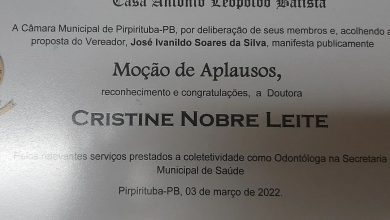 Casa Antônio Leopoldo Batista
A Câmara Municipal de Pirpirituba-PB, por deliberação de seus membros e, acolhendo a
proposta do Vereador, José Ivanildo Soares da Silva, manifesta publicamente
Moção de Aplausos,
reconhecimento e congratulações, a Doutora
CRISTINE NOBRE LEITE
Pelos relevantes serviços prestados a coletetividade como Odontóloga na Secretaria
Municipal de Saúde
Pirpirituba-PB, 03 de março de 2022.